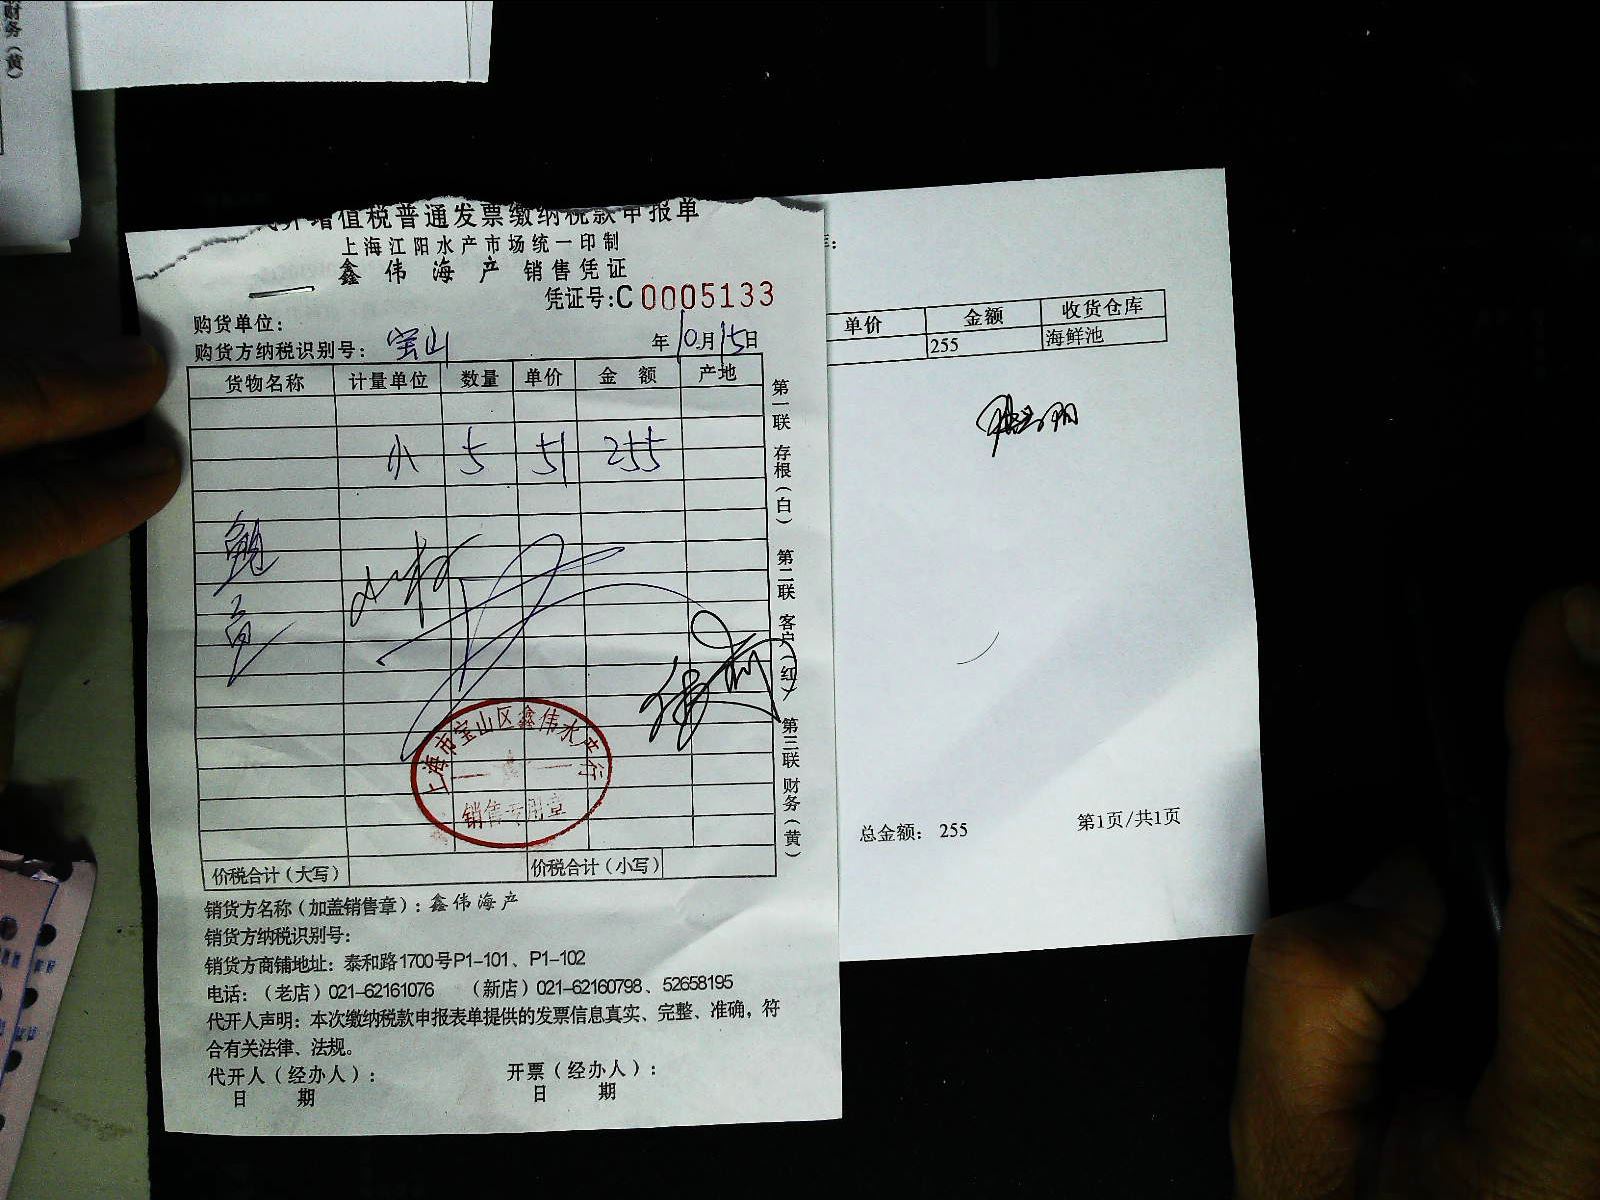 财务（黄）
代开增值税普通发票缴纳税款申报单
上海江阳水产市场统一印制
鑫伟海产 销售凭证
凭证号:C 0005133
购货单位：
购货方纳税识别号： 宝山 年10月15日
货物名称 计量单位 数量 单价 金额 产地
小 5 51 255
鲍鱼
第一联 存根（白） 第二联 客户（红） 第三联 财务（黄）
上海市宝山区鑫伟水产行
销售专用章
价税合计（大写） 价税合计（小写）
销货方名称（加盖销售章）：鑫伟海产
销货方纳税识别号：
销货方商铺地址：泰和路1700号P1-101、P1-102
电话：（老店）021-62161076 （新店）021-62160798、52658195
代开人声明：本次缴纳税款申报表单提供的发票信息真实、完整、准确，符
合有关法律、法规。
代开人（经办人）： 开票（经办人）：
日期 日期
库：
单价 金额 收货仓库
255 海鲜池
总金额： 255 第1页/共1页